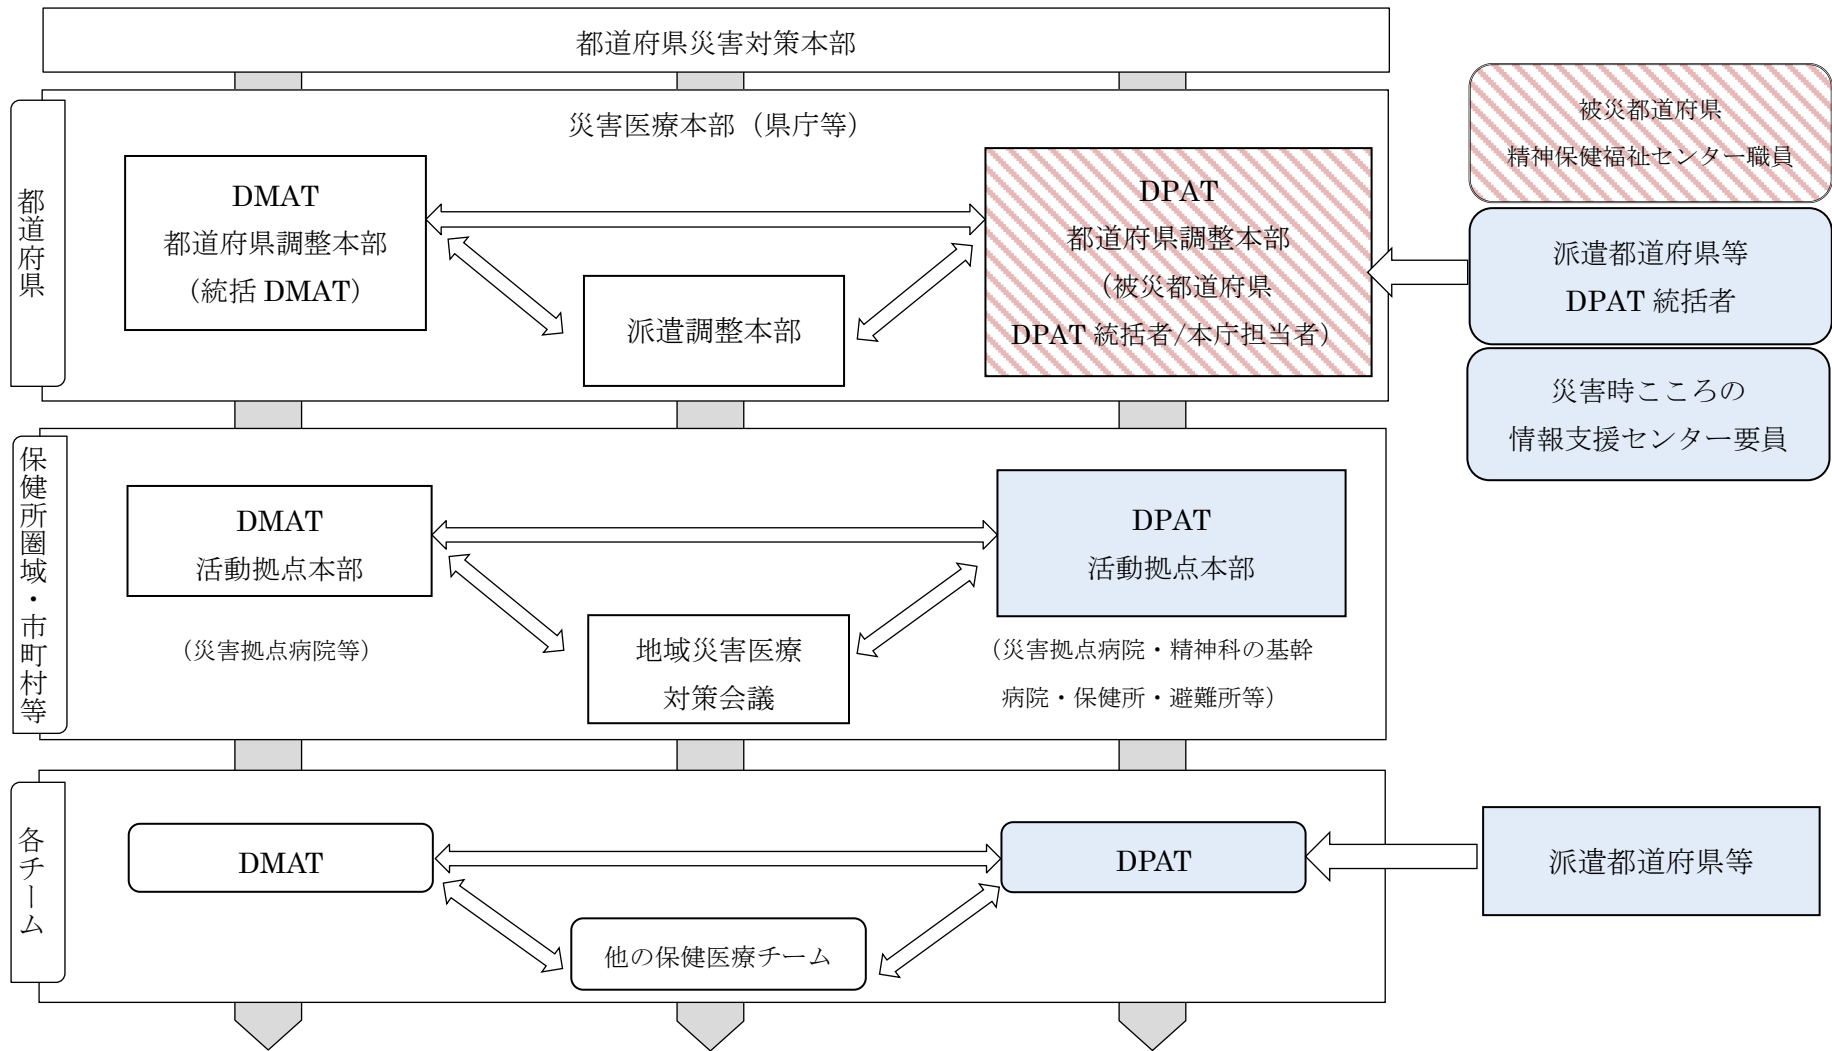 都道府県災害対策本部
都道府県
災害医療本部（県庁等）
DMAT
都道府県調整本部
（統括 DMAT）
派遣調整本部
DPAT
都道府県調整本部
（被災都道府県
DPAT 統括者/本庁担当者）
被災都道府県
精神保健福祉センター職員
派遣都道府県等
DPAT 統括者
災害時こころの
情報支援センター要員
保健所圏域・市町村等
DMAT
活動拠点本部
（災害拠点病院等）
地域災害医療
対策会議
DPAT
活動拠点本部
（災害拠点病院・精神科の基幹
病院・保健所・避難所等）
各チーム
DMAT
他の保健医療チーム
DPAT
派遣都道府県等